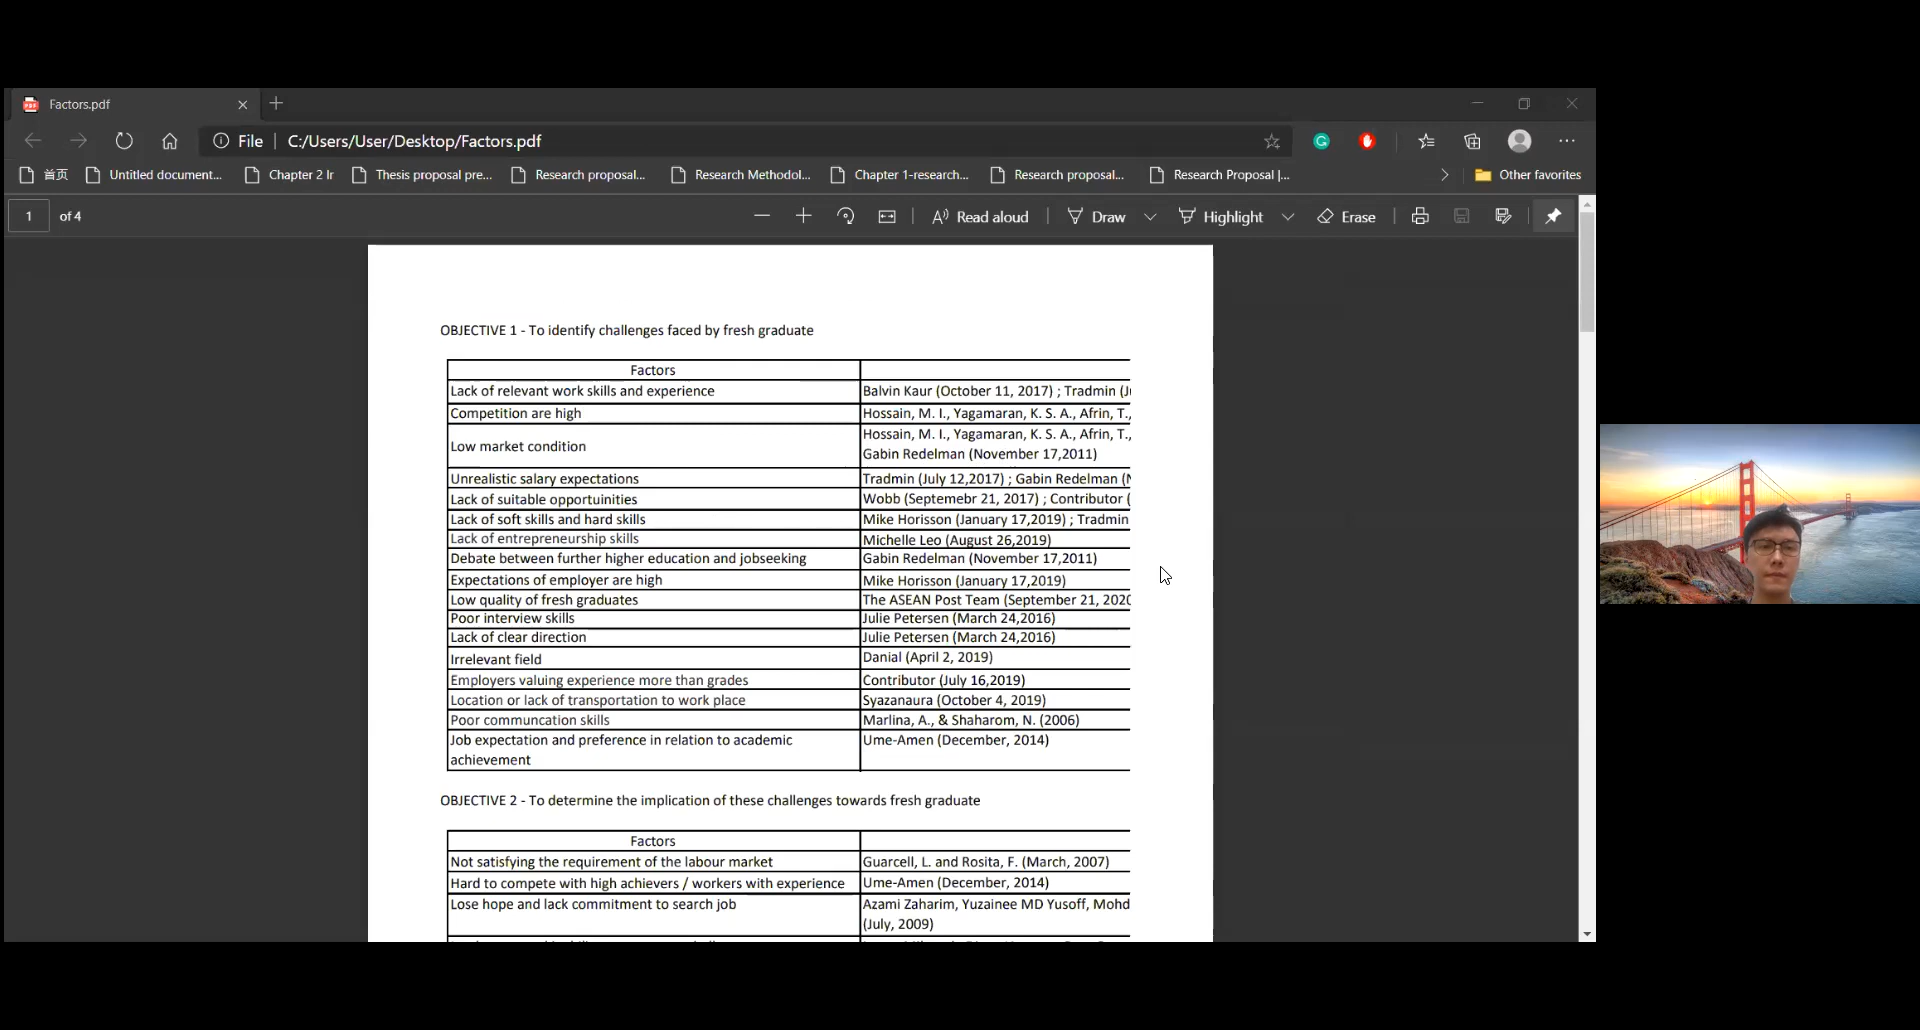 Factors.pdf
File C:/Users/User/Desktop/Factors.pdf
首页 Untitled document... Chapter 2 lr Thesis proposal pre... Research proposal... Research Methodol... Chapter 1-research... Research proposal... Research Proposal |... Other favorites
1 of 4 Read aloud Draw Highlight Erase
OBJECTIVE 1 - To identify challenges faced by fresh graduate
Factors
Lack of relevant work skills and experience Balvin Kaur (October 11, 2017) ; Tradmin
Competition are high Hossain, M. I., Yagamaran, K. S. A., Afrin, T.,
Low market condition Hossain, M. I., Yagamaran, K. S. A., Afrin, T.,
Gabin Redelman (November 17,2011)
Unrealistic salary expectations Tradmin (July 12,2017) ; Gabin Redelman
Lack of suitable opportuinities Wobb (Septemebr 21, 2017) ; Contributor (
Lack of soft skills and hard skills Mike Horisson (January 17,2019) ; Tradmin
Lack of entrepreneurship skills Michelle Leo (August 26,2019)
Debate between further higher education and jobseeking Gabin Redelman (November 17,2011)
Expectations of employer are high Mike Horisson (January 17,2019)
Low quality of fresh graduates The ASEAN Post Team (September 21, 2020
Poor interview skills Julie Petersen (March 24,2016)
Lack of clear direction Julie Petersen (March 24,2016)
Irrelevant field Danial (April 2, 2019)
Employers valuing experience more than grades Contributor (July 16,2019)
Location or lack of transportation to work place Syazanaura (October 4, 2019)
Poor communcation skills Marlina, A., & Shaharom, N. (2006)
Job expectation and preference in relation to academic Ume-Amen (December, 2014)
achievement
OBJECTIVE 2 - To determine the implication of these challenges towards fresh graduate
Factors
Not satisfying the requirement of the labour market Guarcell, L. and Rosita, F. (March, 2007)
Hard to compete with high achievers / workers with experience Ume-Amen (December, 2014)
Lose hope and lack commitment to search job Azami Zaharim, Yuzainee MD Yusoff, Mohd
(July, 2009)